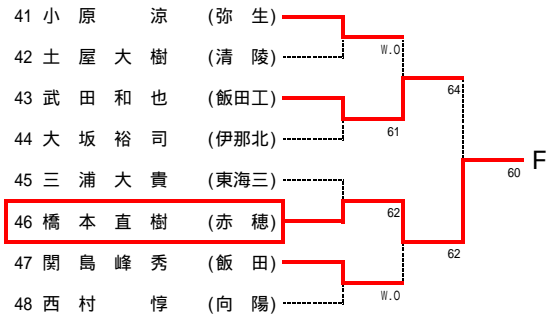 41 小原 涼 (弥 生)
42 土屋大樹 (清 陵)
W.O
43 武田和也 (飯田工)
64
61
44 大坂裕司 (伊那北)
F
60
45 三浦大貴 (東海三)
46 橋本直樹 (赤 穂)
62
47 関島峰秀 (飯 田)
62
48 西村 惇 (向 陽)
W.O